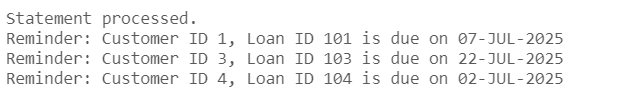 Statement processed.
Reminder: Customer ID 1, Loan ID 101 is due on 07-JUL-2025
Reminder: Customer ID 3, Loan ID 103 is due on 22-JUL-2025
Reminder: Customer ID 4, Loan ID 104 is due on 02-JUL-2025